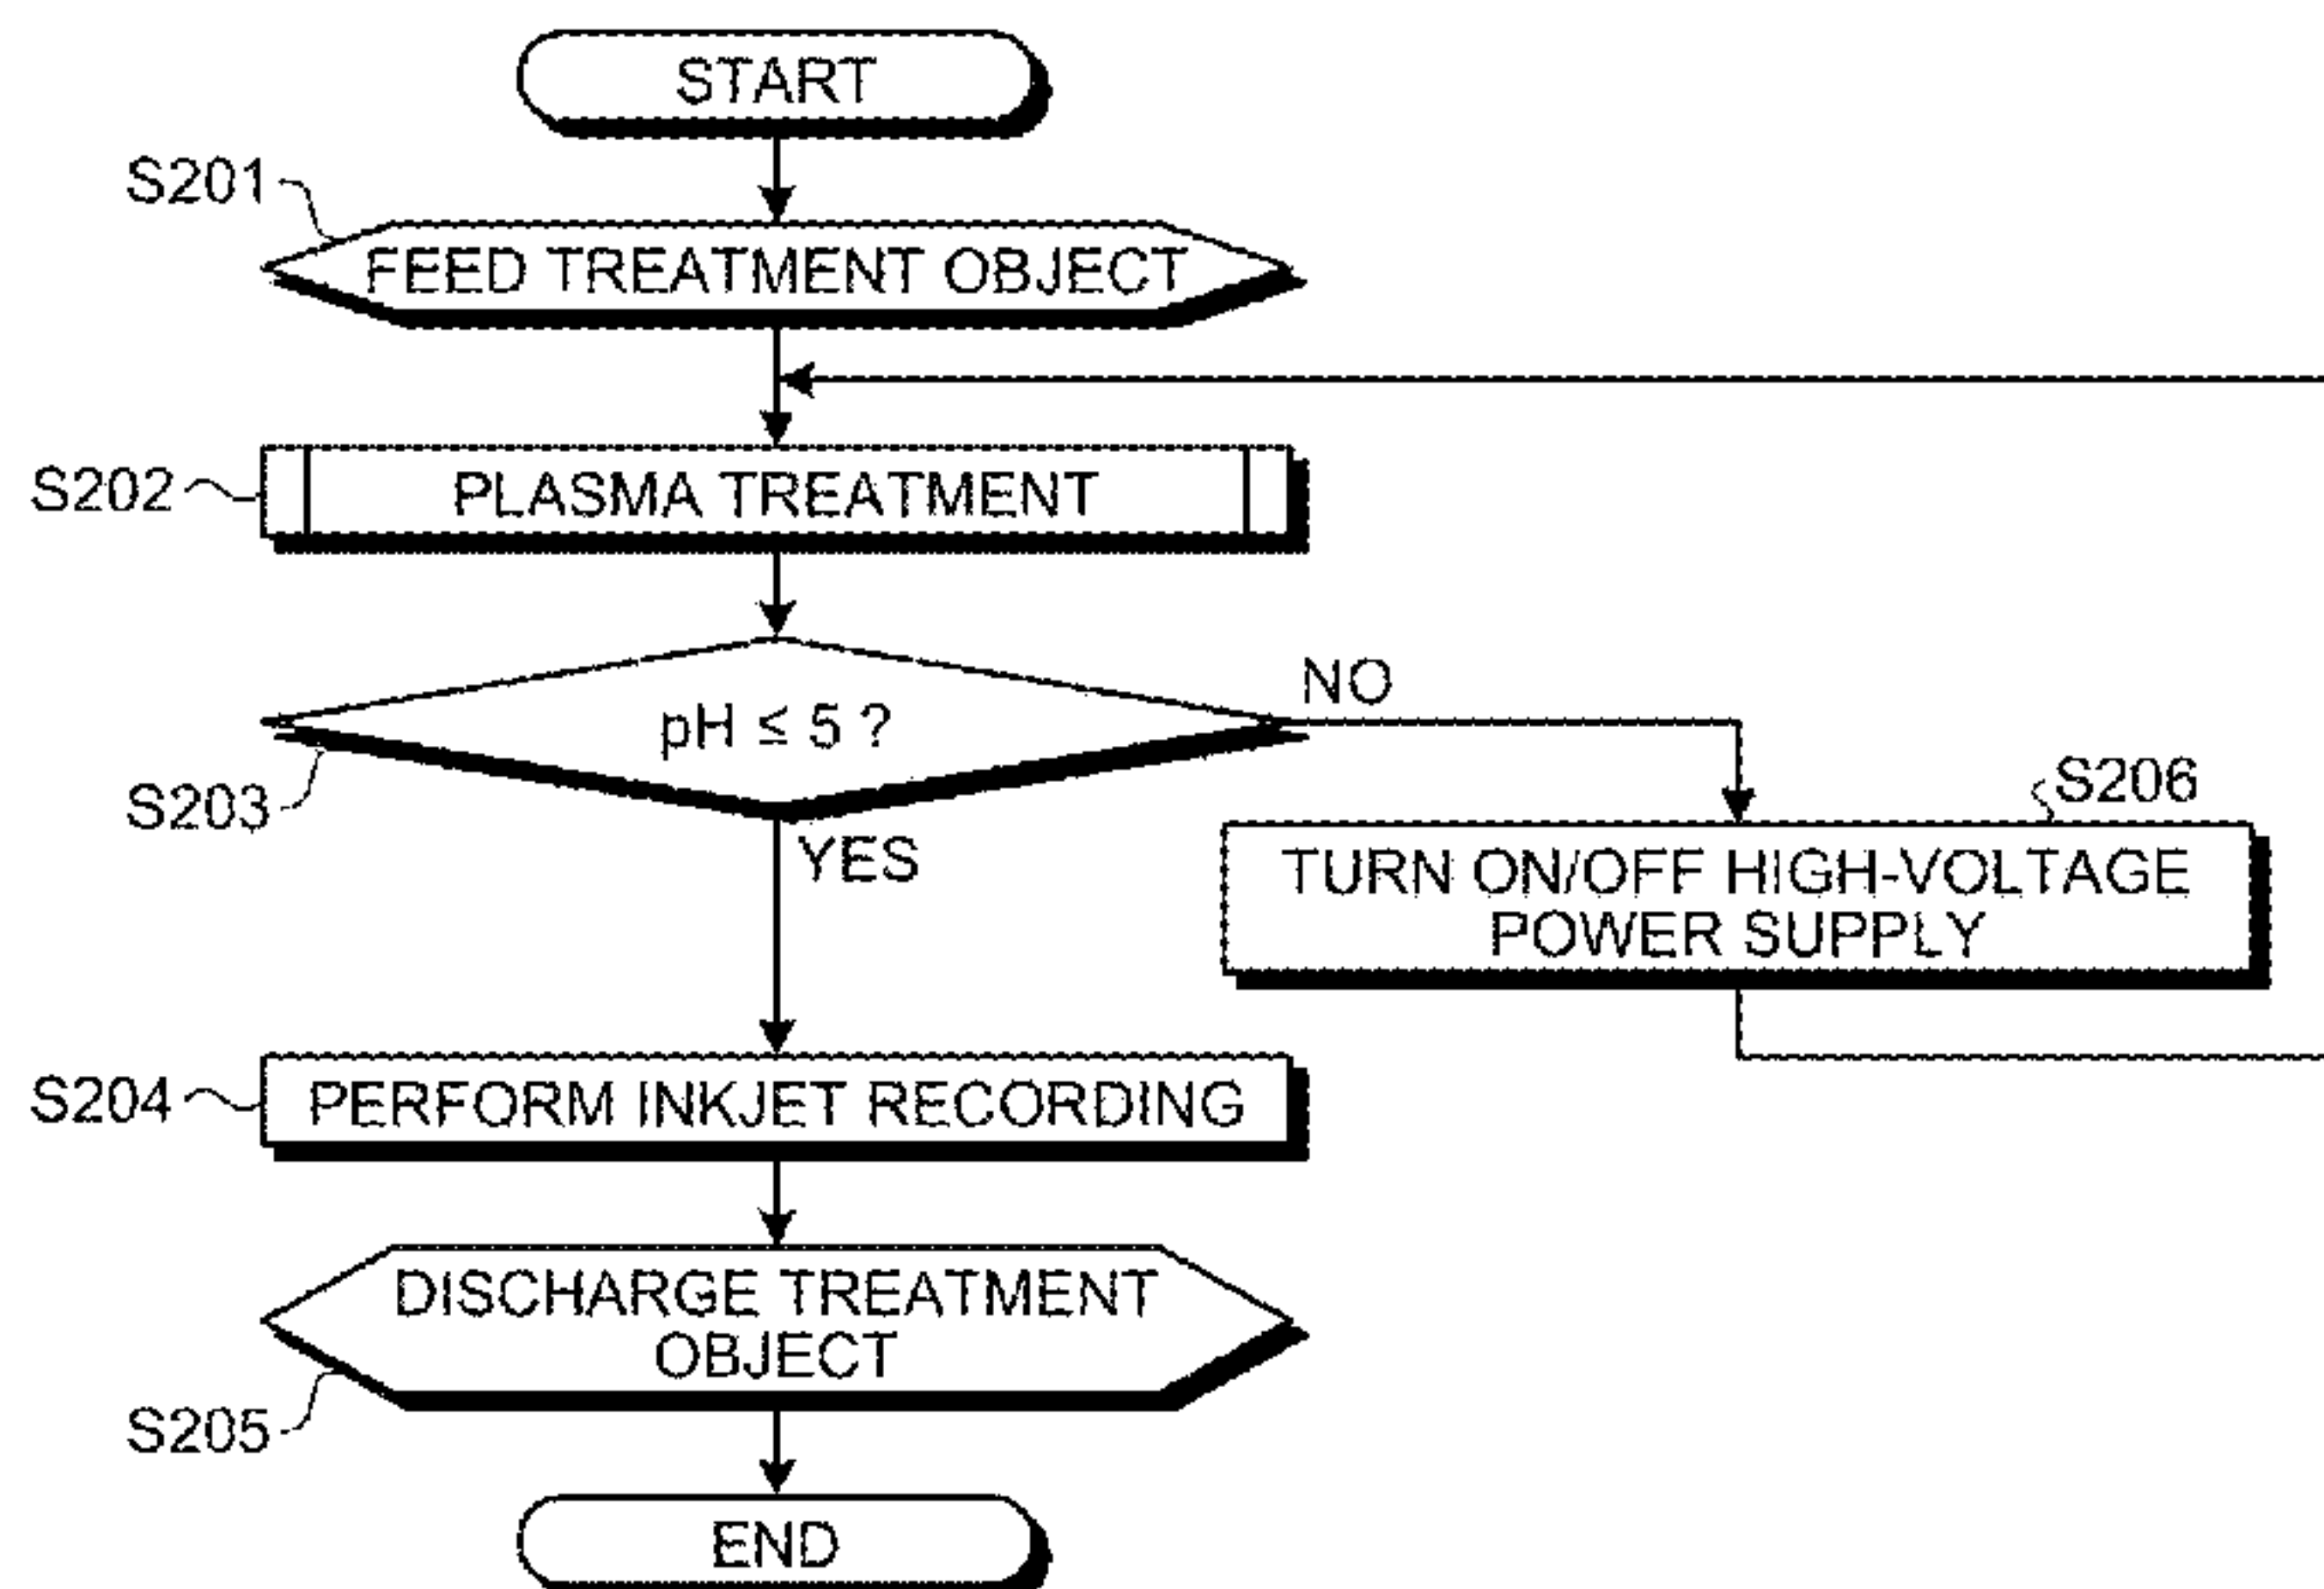 START
S201
FEED TREATMENT OBJECT
S202
PLASMA TREATMENT
pH ≤ 5 ?
NO
S203
YES
S206
TURN ON/OFF HIGH-VOLTAGE
POWER SUPPLY
S204
PERFORM INKJET RECORDING
DISCHARGE TREATMENT
OBJECT
S205
END